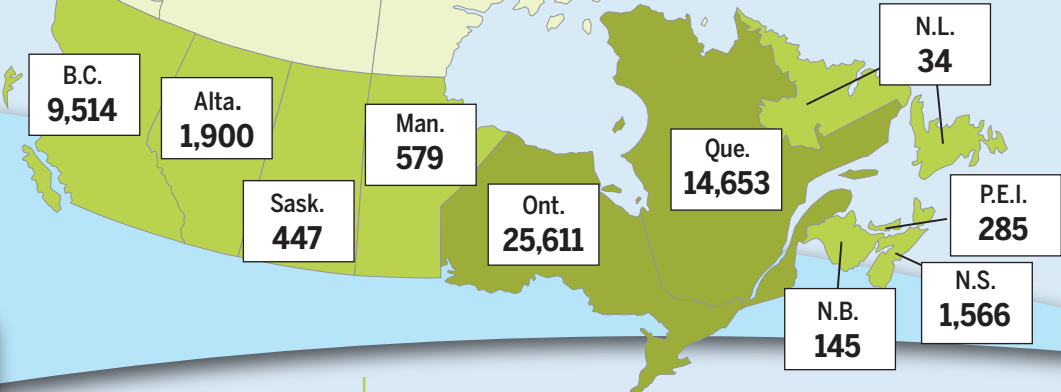 B.C.
9,514
Alta.
1,900
Sask.
447
Man.
579
Ont.
25,611
Que.
14,653
N.L.
34
P.E.I.
285
N.S.
1,566
N.B.
145